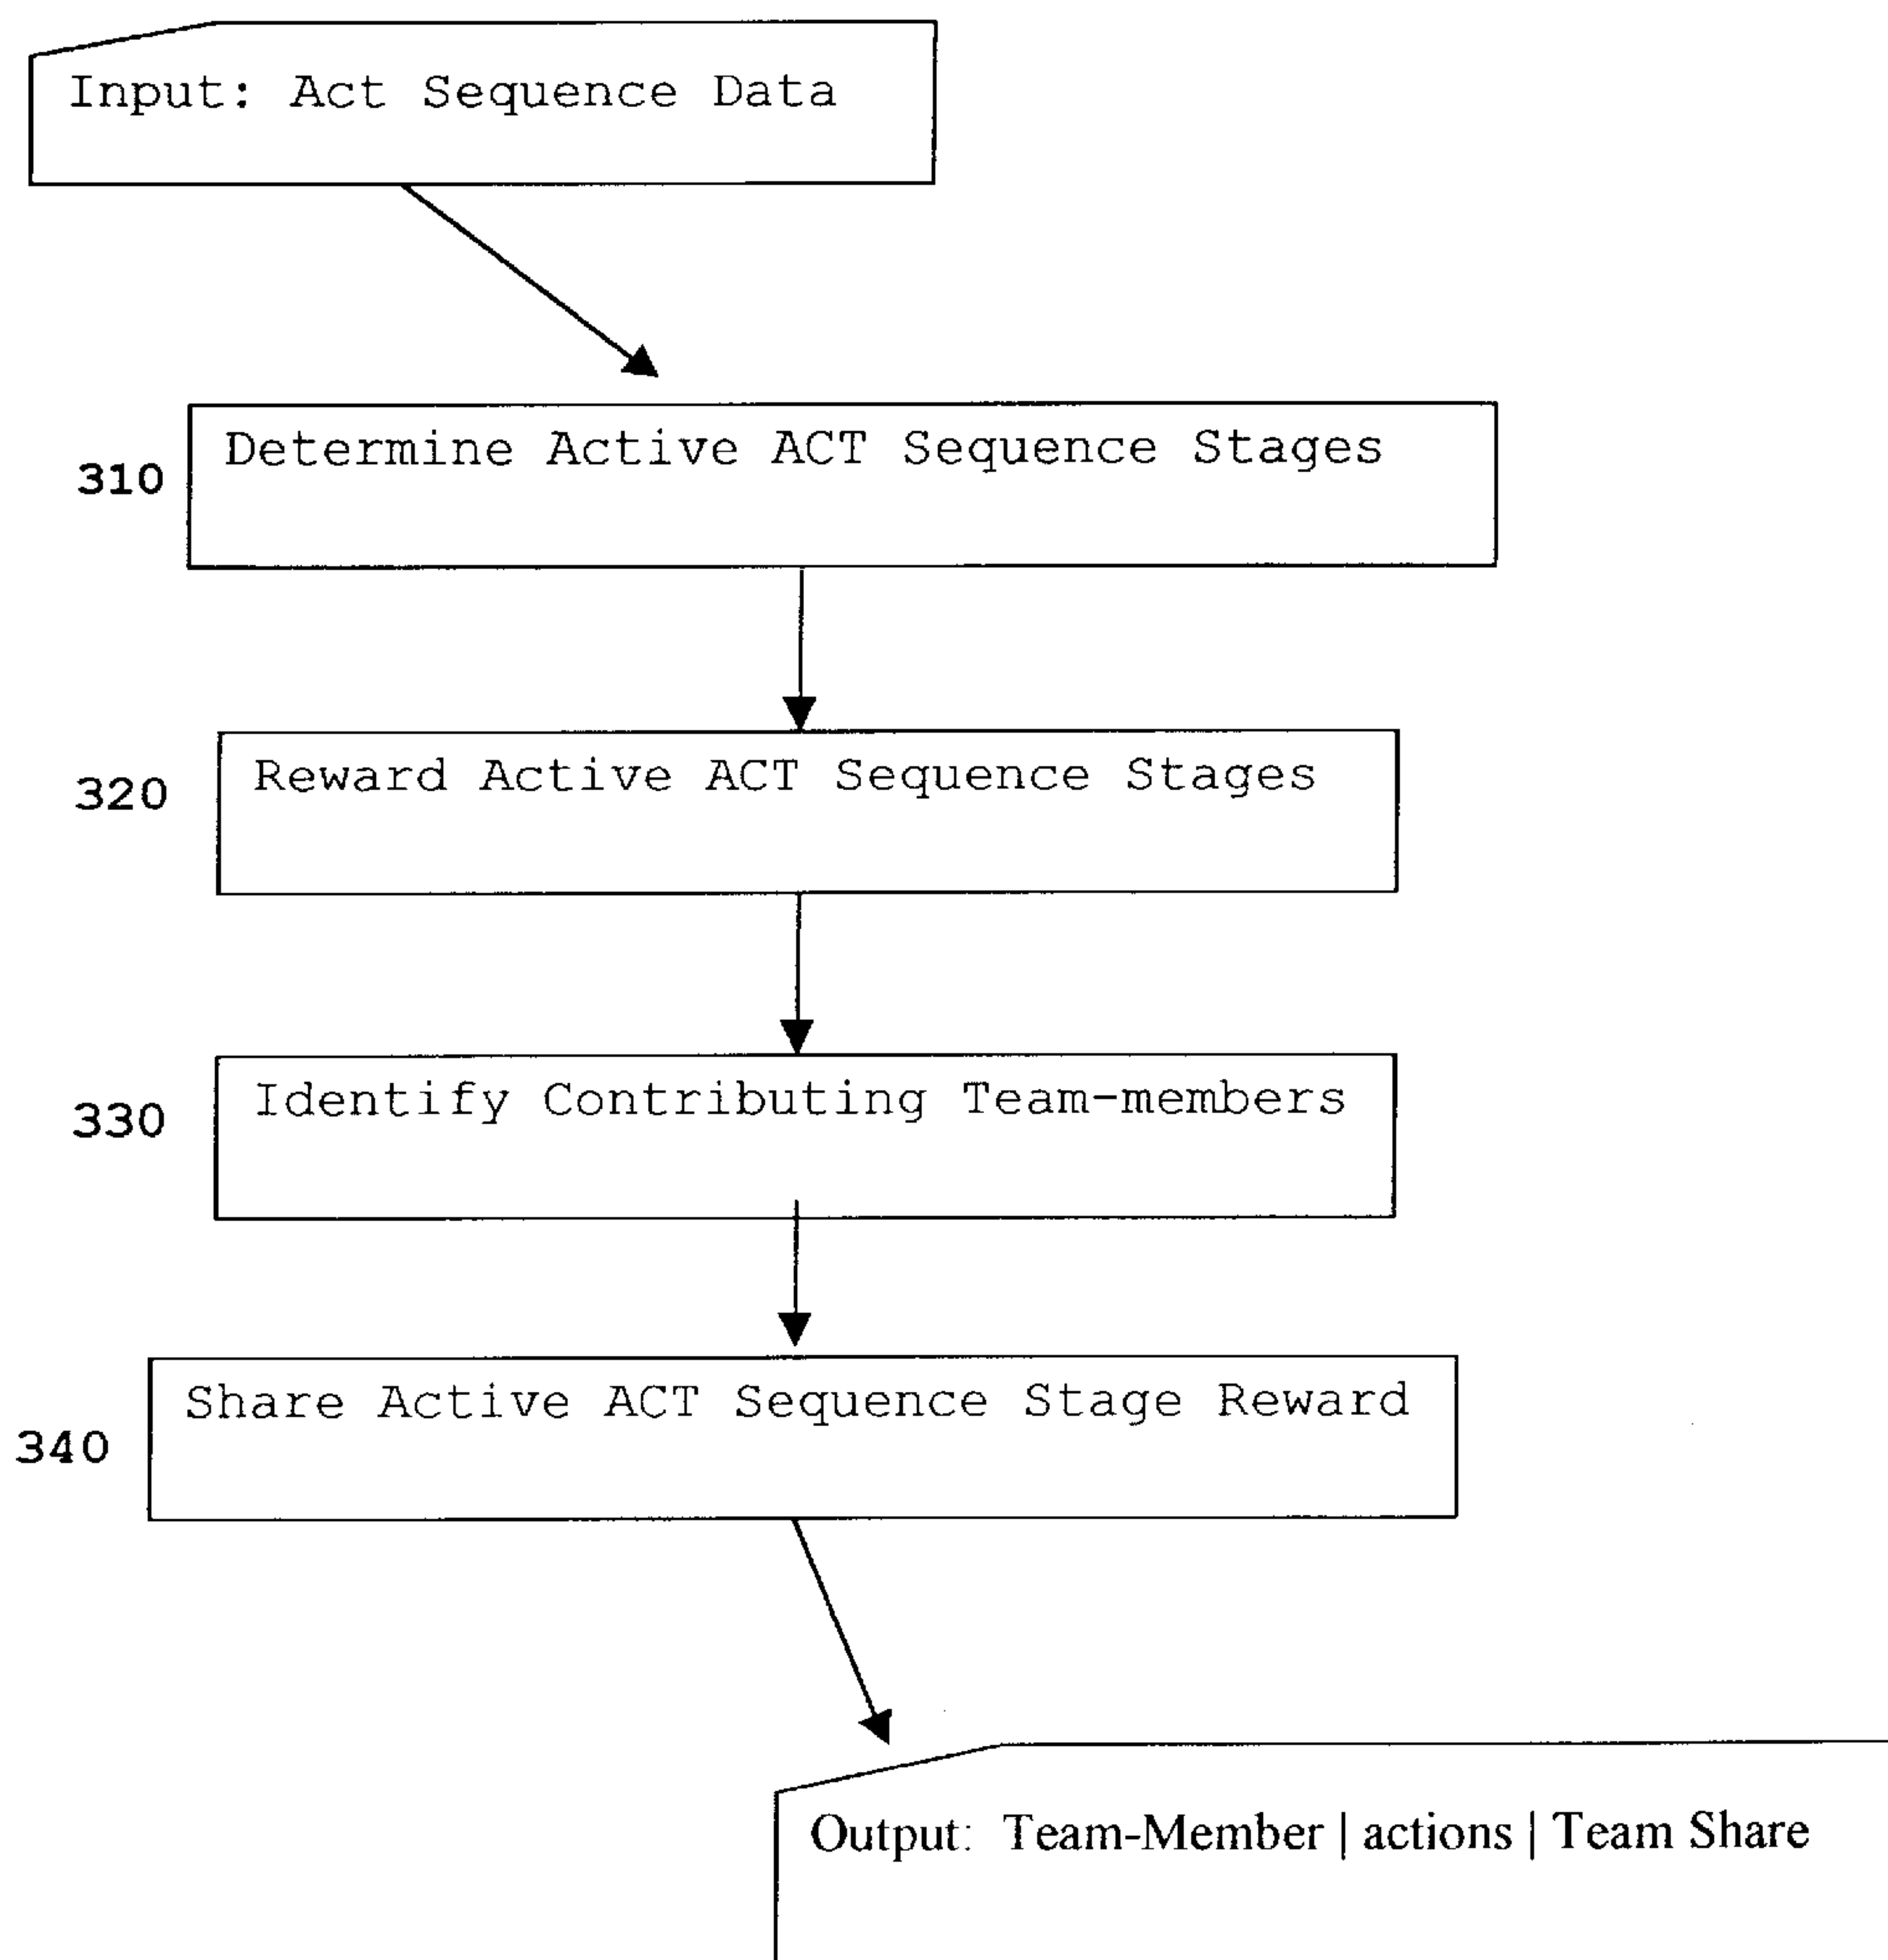 Input: Act Sequence Data
310
Determine Active ACT Sequence Stages
320
Reward Active ACT Sequence Stages
330
Identify Contributing Team-members
340
Share Active ACT Sequence Stage Reward
Output: Team-Member | actions | Team Share